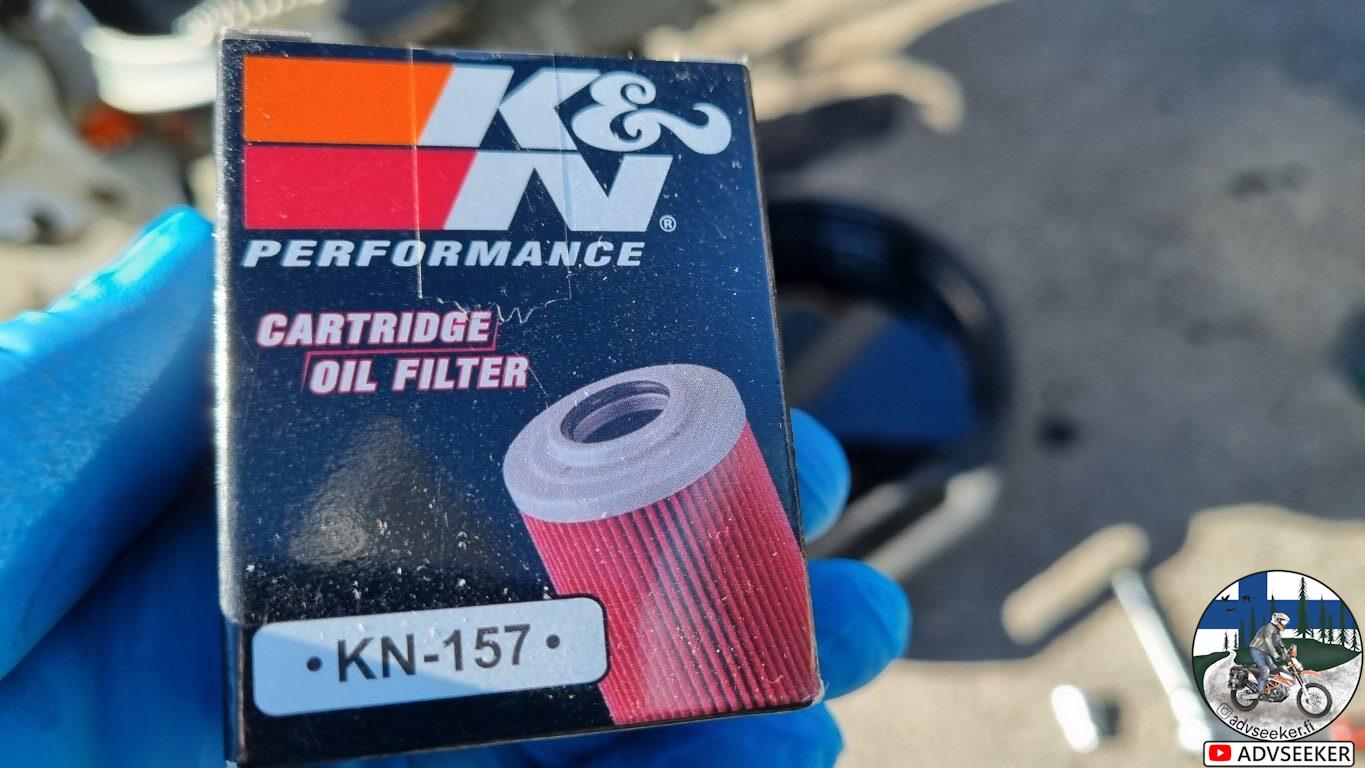 K&N®
PERFORMANCE
CARTRIDGE
OIL FILTER
• KN-157 •
© advseeker.fi
ADVSEEKER